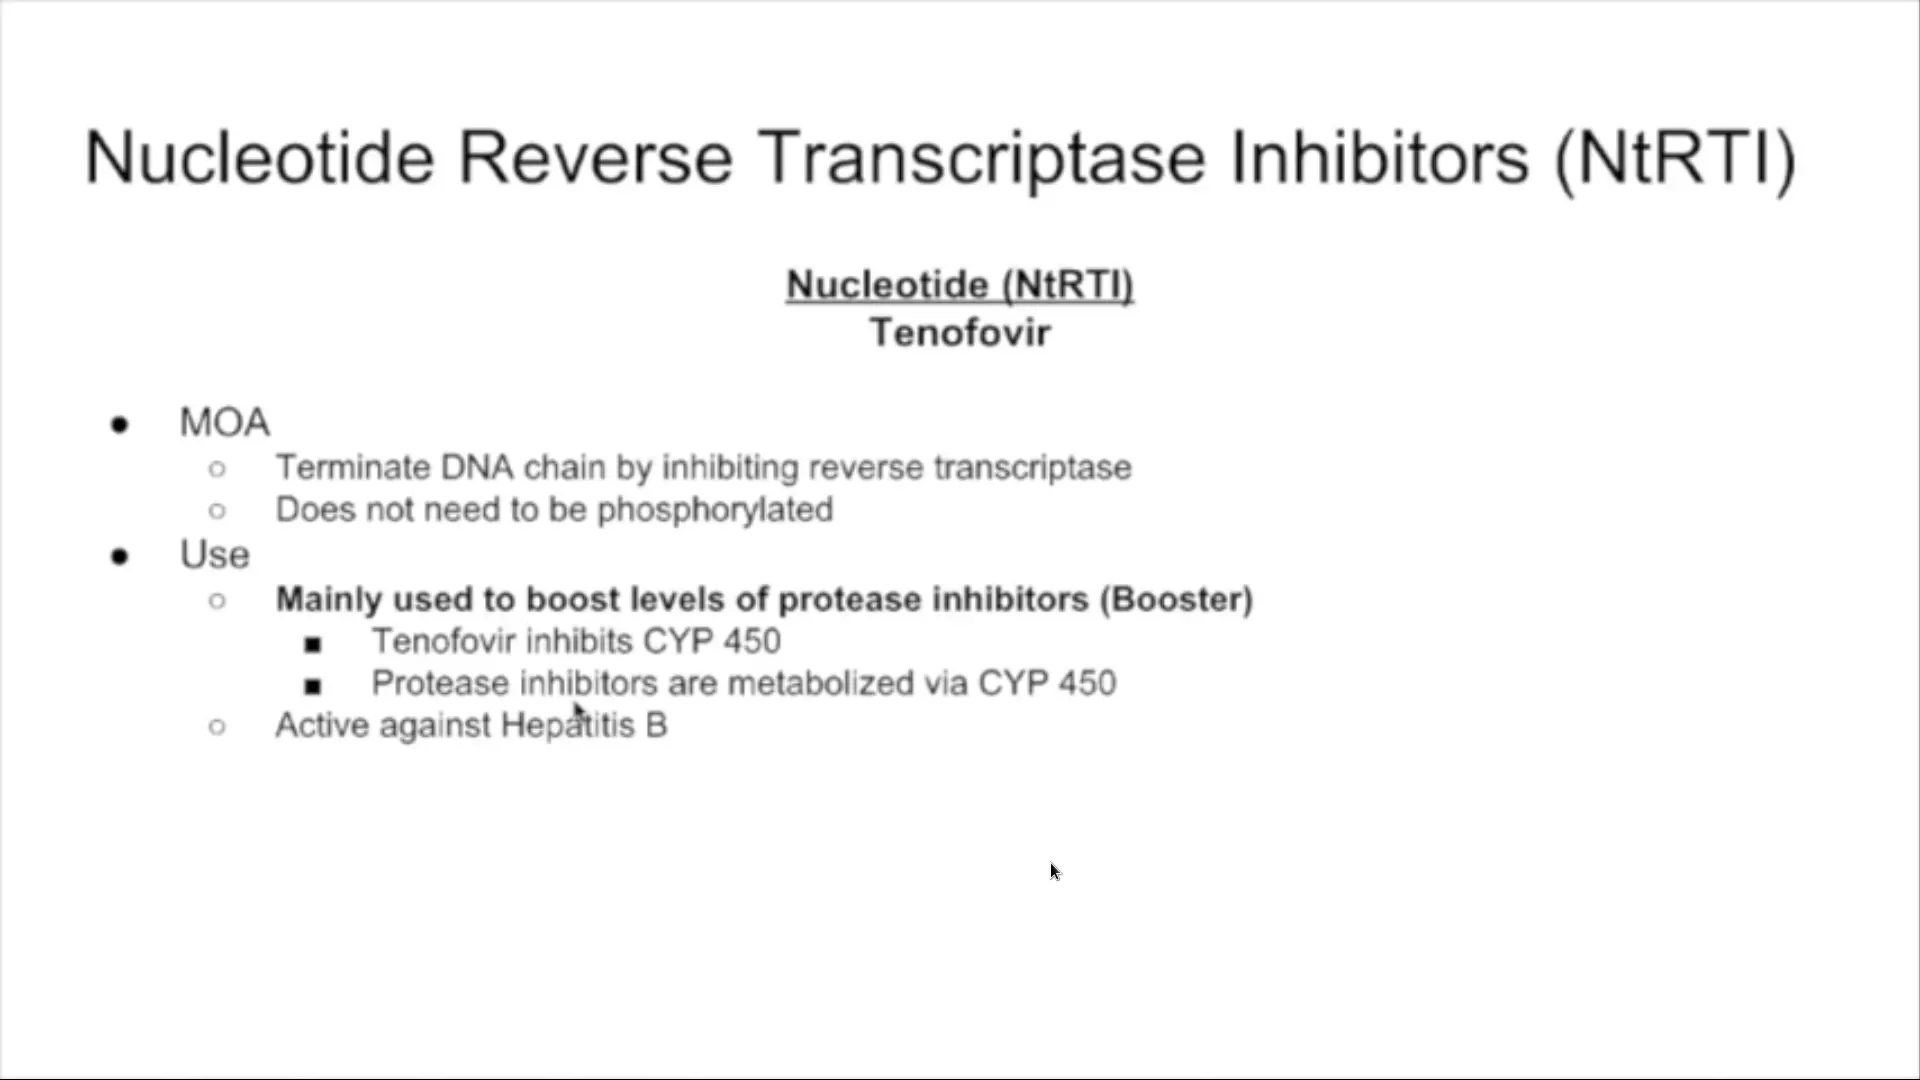 Nucleotide Reverse Transcriptase Inhibitors (NtRTI)
Nucleotide (NtRTI)
Tenofovir
● MOA
○ Terminate DNA chain by inhibiting reverse transcriptase
○ Does not need to be phosphorylated
● Use
○ Mainly used to boost levels of protease inhibitors (Booster)
■ Tenofovir inhibits CYP 450
■ Protease inhibitors are metabolized via CYP 450
○ Active against Hepatitis B